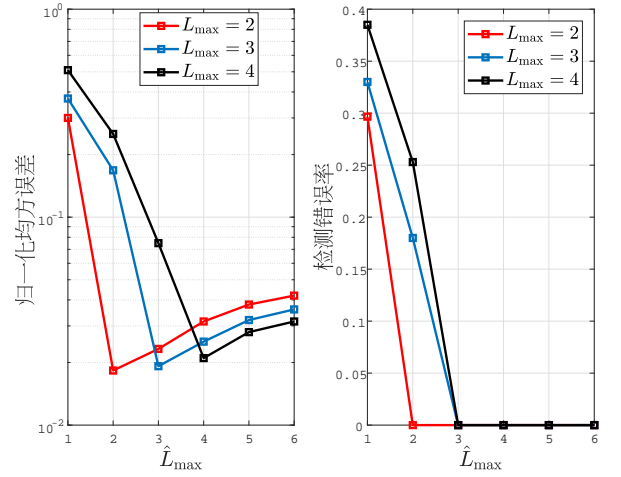 10^0
10^{-1}
10^{-2}
归一化均方误差
L_max = 2
L_max = 3
L_max = 4
1 2 3 4 5 6
L̂_max
0.4
0.35
0.3
0.25
0.2
0.15
0.1
0.05
0
检测错误率
L_max = 2
L_max = 3
L_max = 4
1 2 3 4 5 6
L̂_max